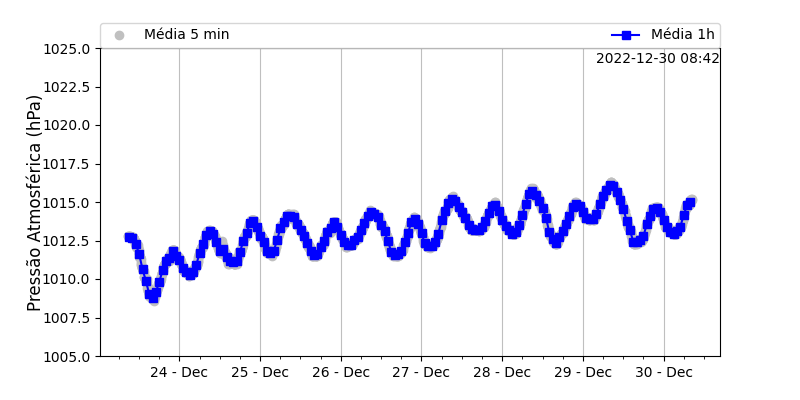 Média 5 min
Média 1h
2022-12-30 08:42
Pressão Atmosférica (hPa)
1025.0
1022.5
1020.0
1017.5
1015.0
1012.5
1010.0
1007.5
1005.0
24 - Dec
25 - Dec
26 - Dec
27 - Dec
28 - Dec
29 - Dec
30 - Dec